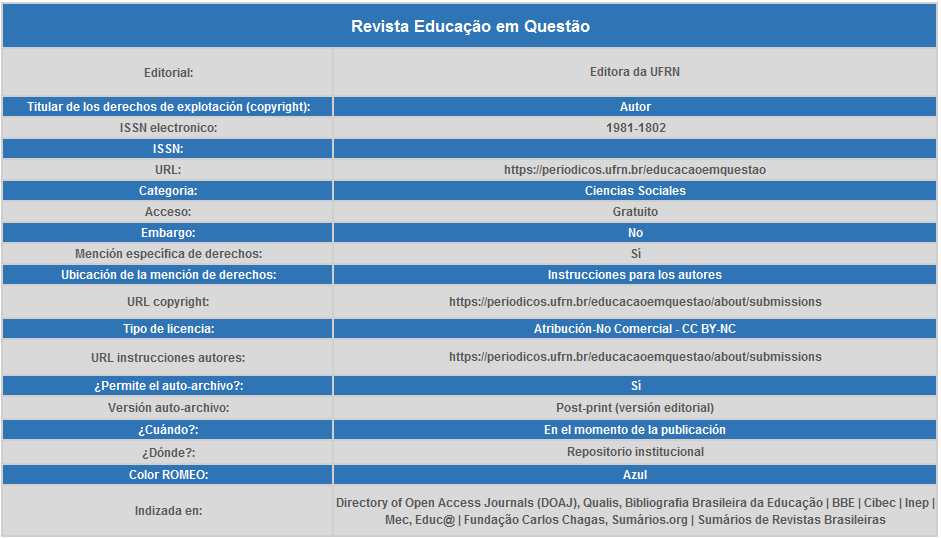 Revista Educação em Questão
Editorial: Editora da UFRN
Titular de los derechos de explotación (copyright): Autor
ISSN electronico: 1981-1802
ISSN:
URL: https://periodicos.ufrn.br/educacaoemquestao
Categoria: Ciencias Sociales
Acceso: Gratuito
Embargo: No
Mención específica de derechos: Sí
Ubicación de la mención de derechos: Instrucciones para los autores
URL copyright: https://periodicos.ufrn.br/educacaoemquestao/about/submissions
Tipo de licencia: Atribución-No Comercial - CC BY-NC
URL instrucciones autores: https://periodicos.ufrn.br/educacaoemquestao/about/submissions
¿Permite el auto-archivo?: Sí
Versión auto-archivo: Post-print (versión editorial)
¿Cuándo?: En el momento de la publicación
¿Dónde?: Repositorio institucional
Color ROMEO: Azul
Indizada en: Directory of Open Access Journals (DOAJ), Qualis, Bibliografia Brasileira da Educação | BBE | Cibec | Inep |
Mec, Educ@ | Fundação Carlos Chagas, Sumários.org | Sumários de Revistas Brasileiras